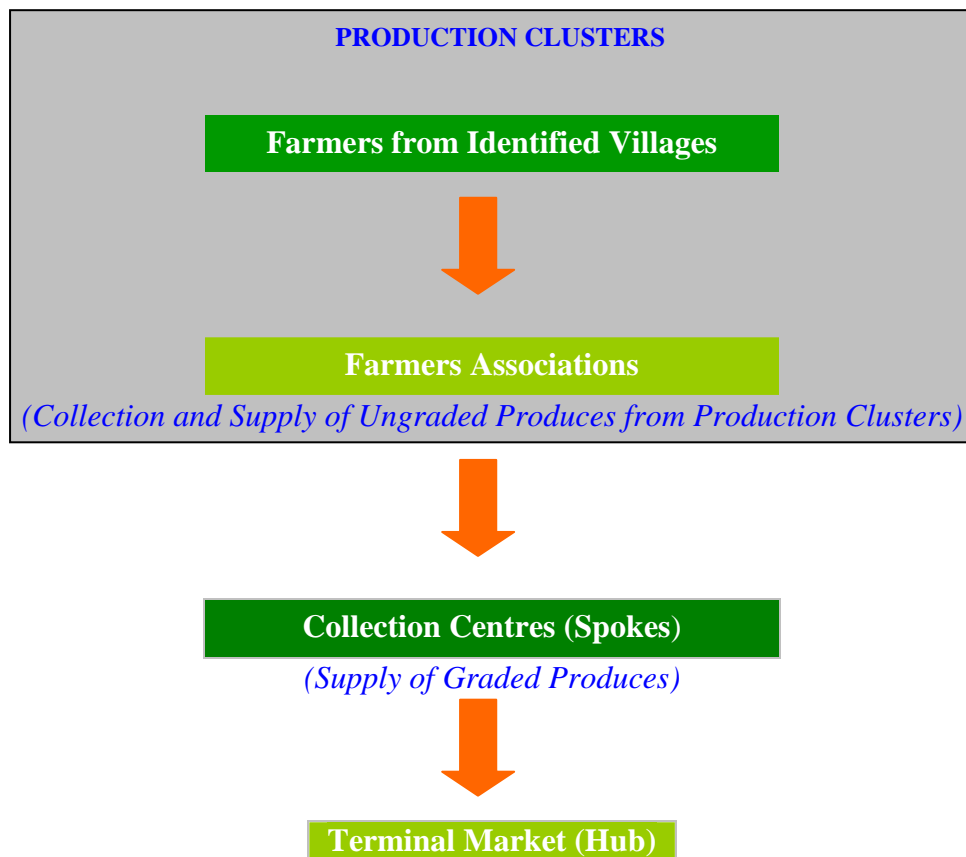 PRODUCTION CLUSTERS
Farmers from Identified Villages
Farmers Associations
(Collection and Supply of Ungraded Produces from Production Clusters)
Collection Centres (Spokes)
(Supply of Graded Produces)
Terminal Market (Hub)